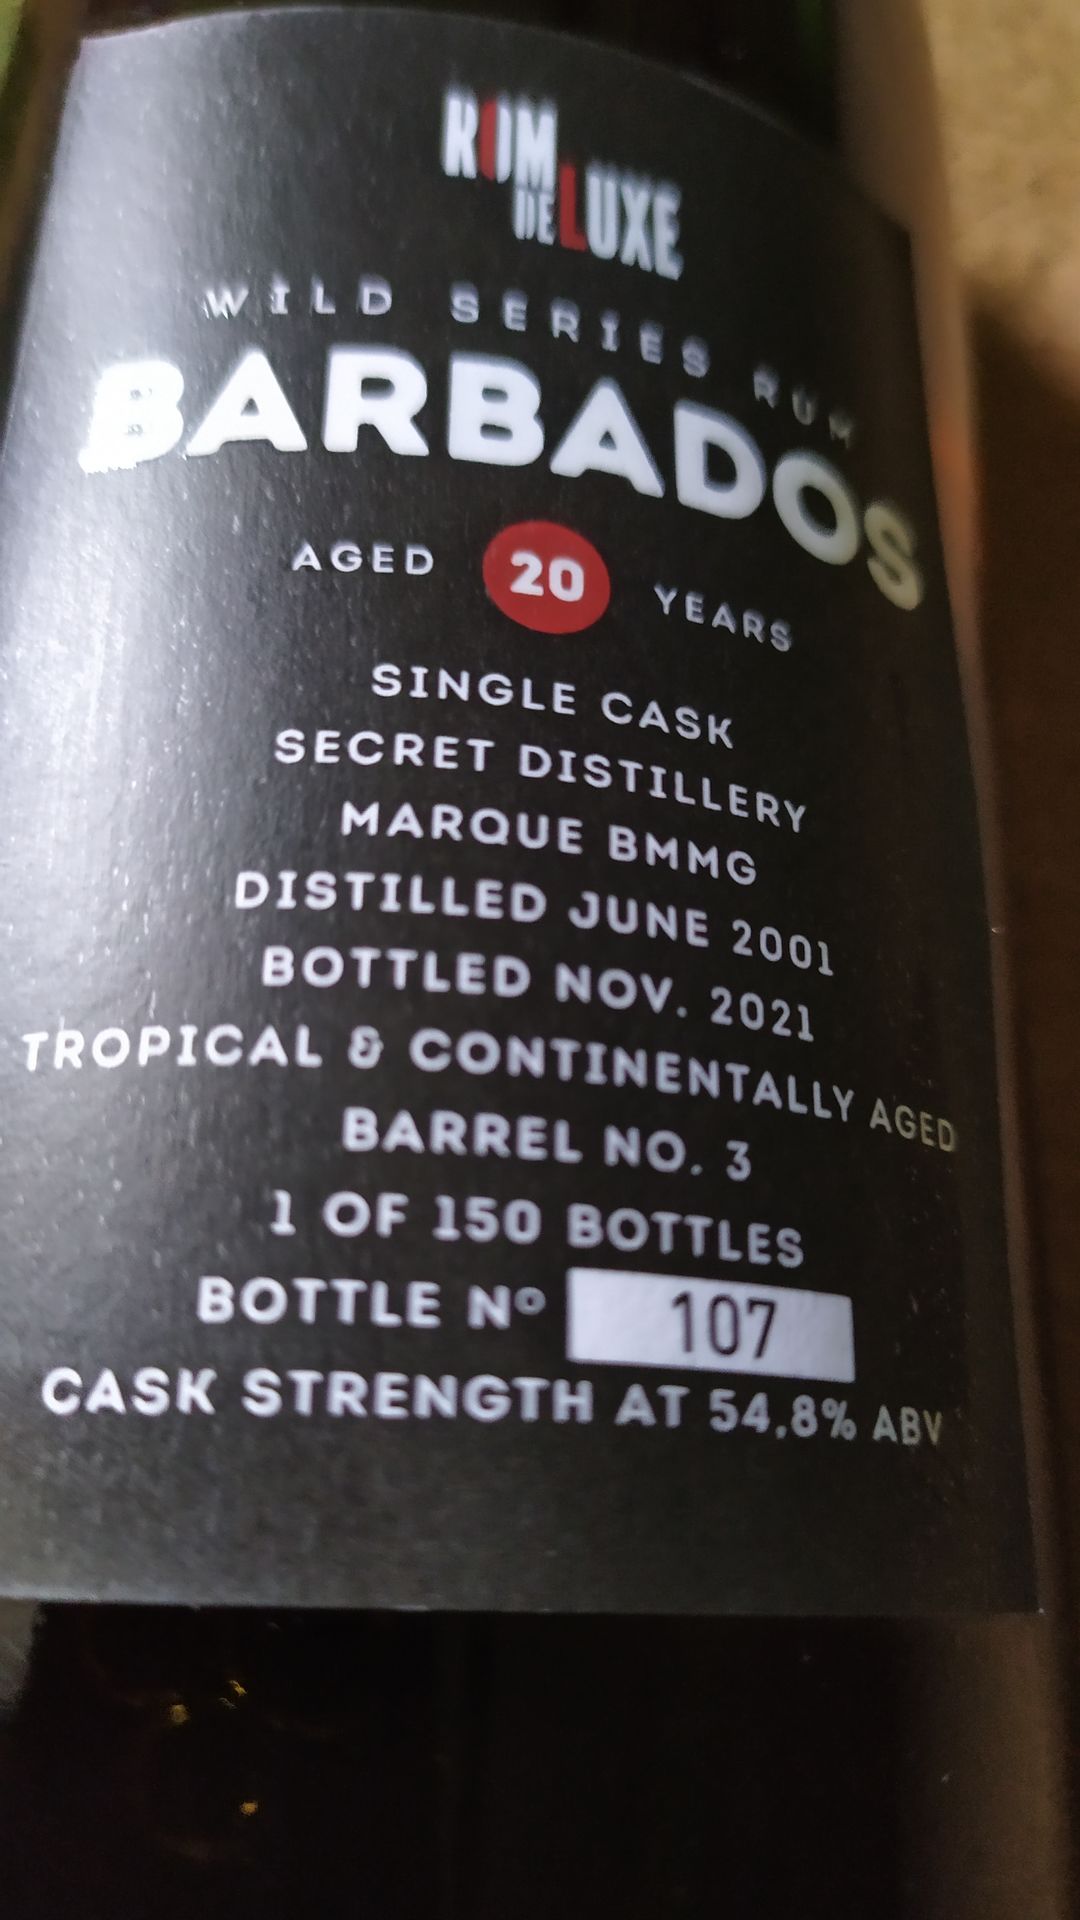 ROM
DE LUXE
WILD SERIES RUM
BARBADOS
AGED 20 YEARS
SINGLE CASK
SECRET DISTILLERY
MARQUE BMMG
DISTILLED JUNE 2001
BOTTLED NOV. 2021
TROPICAL & CONTINENTALLY AGED
BARREL NO. 3
1 OF 150 BOTTLES
BOTTLE Nº 107
CASK STRENGTH AT 54,8% ABV